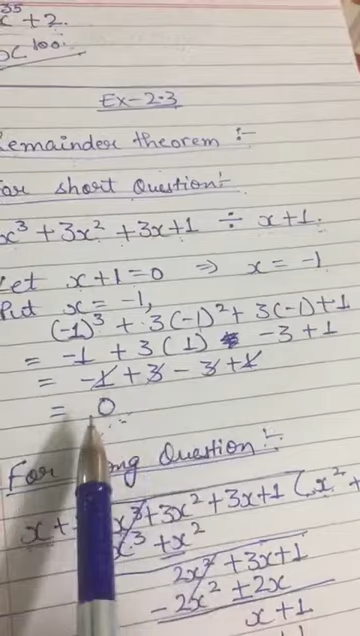 x³⁵ + 2.
x¹⁰⁰.
Ex-2.3
Remainder theorem :-
For short Question:-
x³ + 3x² + 3x+1 ÷ x+1.
Let x+1=0 ⇒ x = -1
Put x = -1,
(-1)³ + 3(-1)² + 3(-1)+1
= -1 + 3(1) -3+1
= -1+3-3+1
= 0
For Question :-
x³+3x²+3x+1 (x²+
x³ + x²
2x² + 3x+1
- 2x² ± 2x
x+1